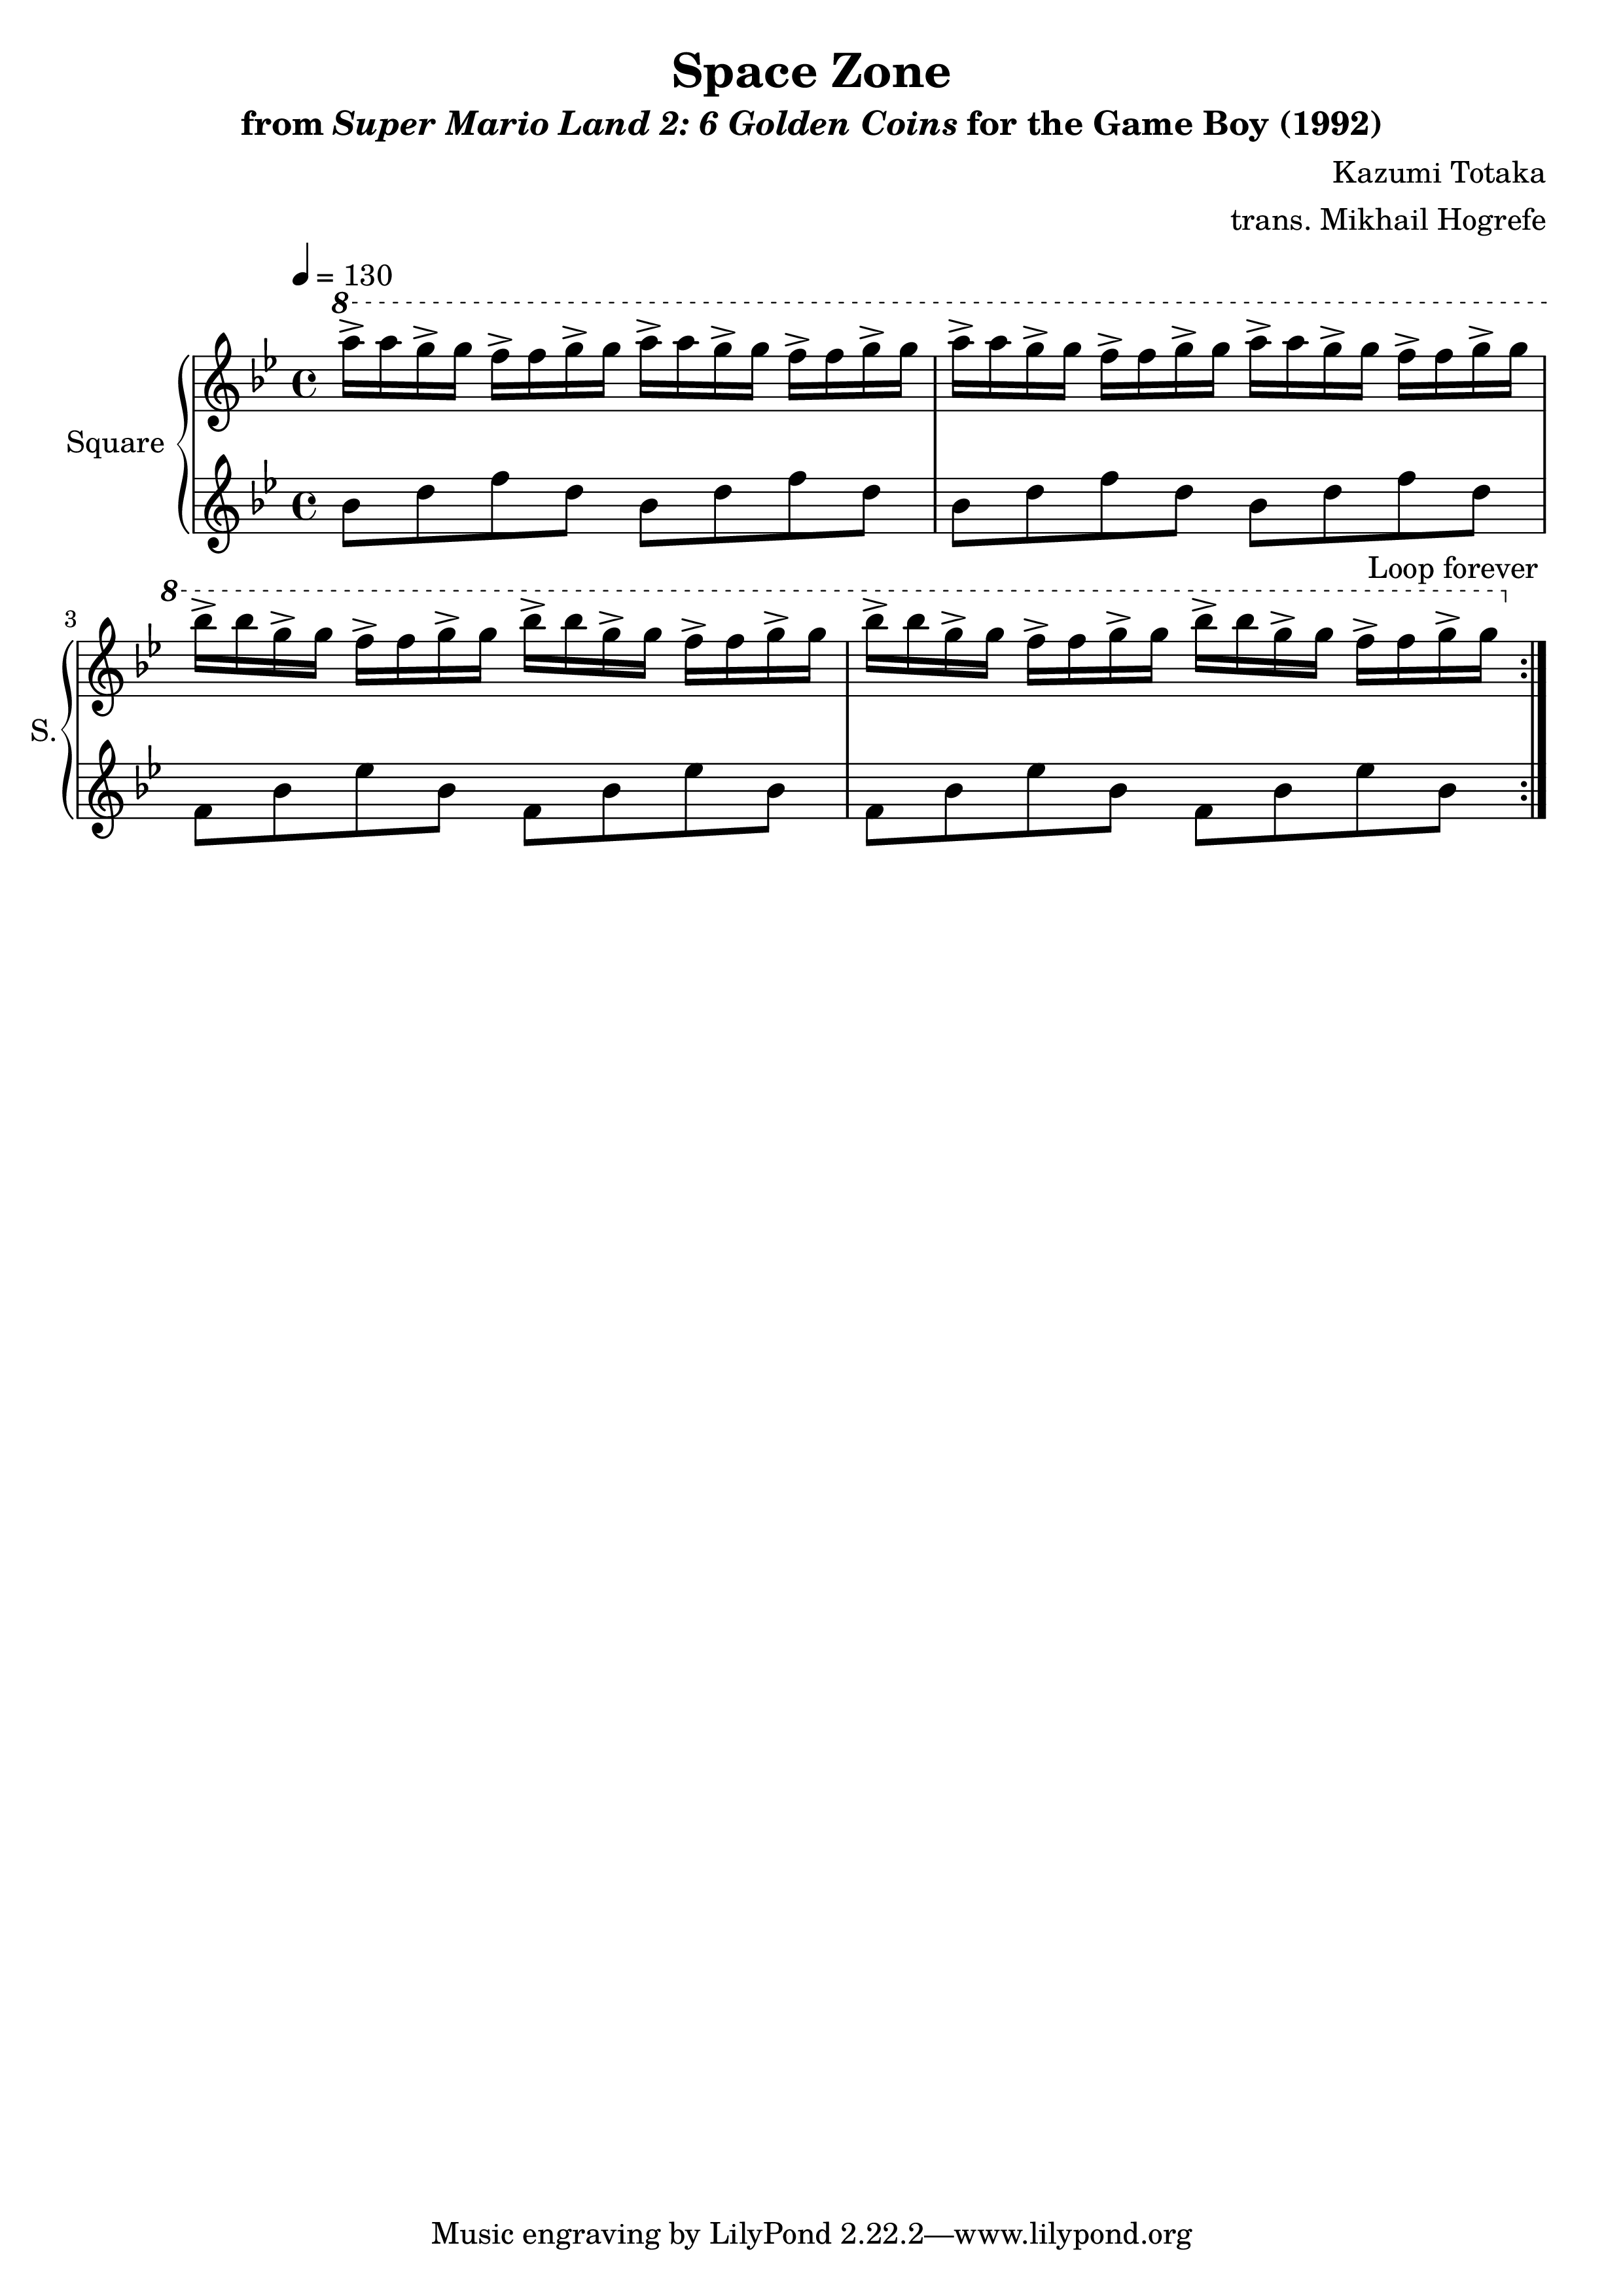 Space Zone
from Super Mario Land 2: 6 Golden Coins for the Game Boy (1992)
Kazumi Totaka
trans. Mikhail Hogrefe
= 130
8
Square
Loop forever
8
3
S.
Music engraving by LilyPond 2.22.2—www.lilypond.org